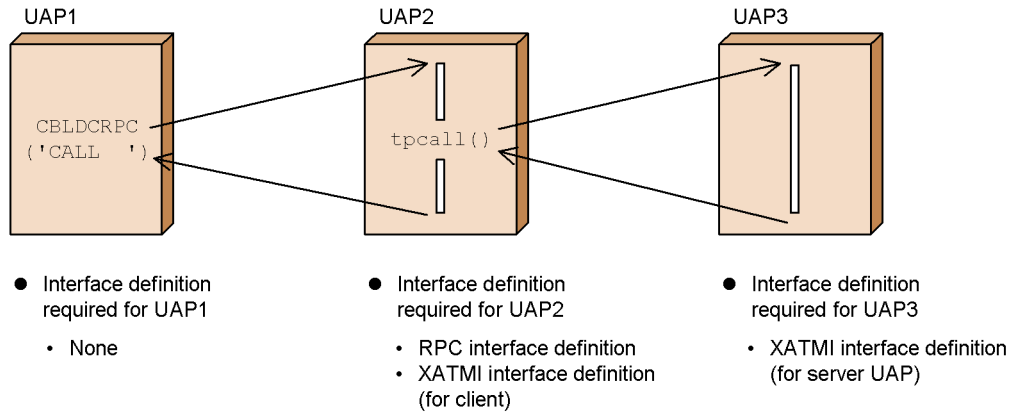 UAP1
UAP2
UAP3
CBLDCRPC
('CALL  ')
tpcall()
● Interface definition
required for UAP1
• None
● Interface definition
required for UAP2
• RPC interface definition
• XATMI interface definition
(for client)
● Interface definition
required for UAP3
• XATMI interface definition
(for server UAP)